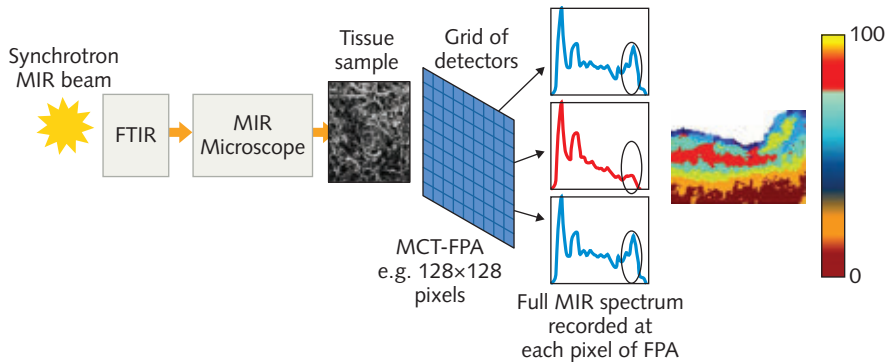 Synchrotron
MIR beam
FTIR
MIR
Microscope
Tissue
sample
Grid of
detectors
MCT-FPA
e.g. 128×128
pixels
Full MIR spectrum
recorded at
each pixel of FPA
100
0